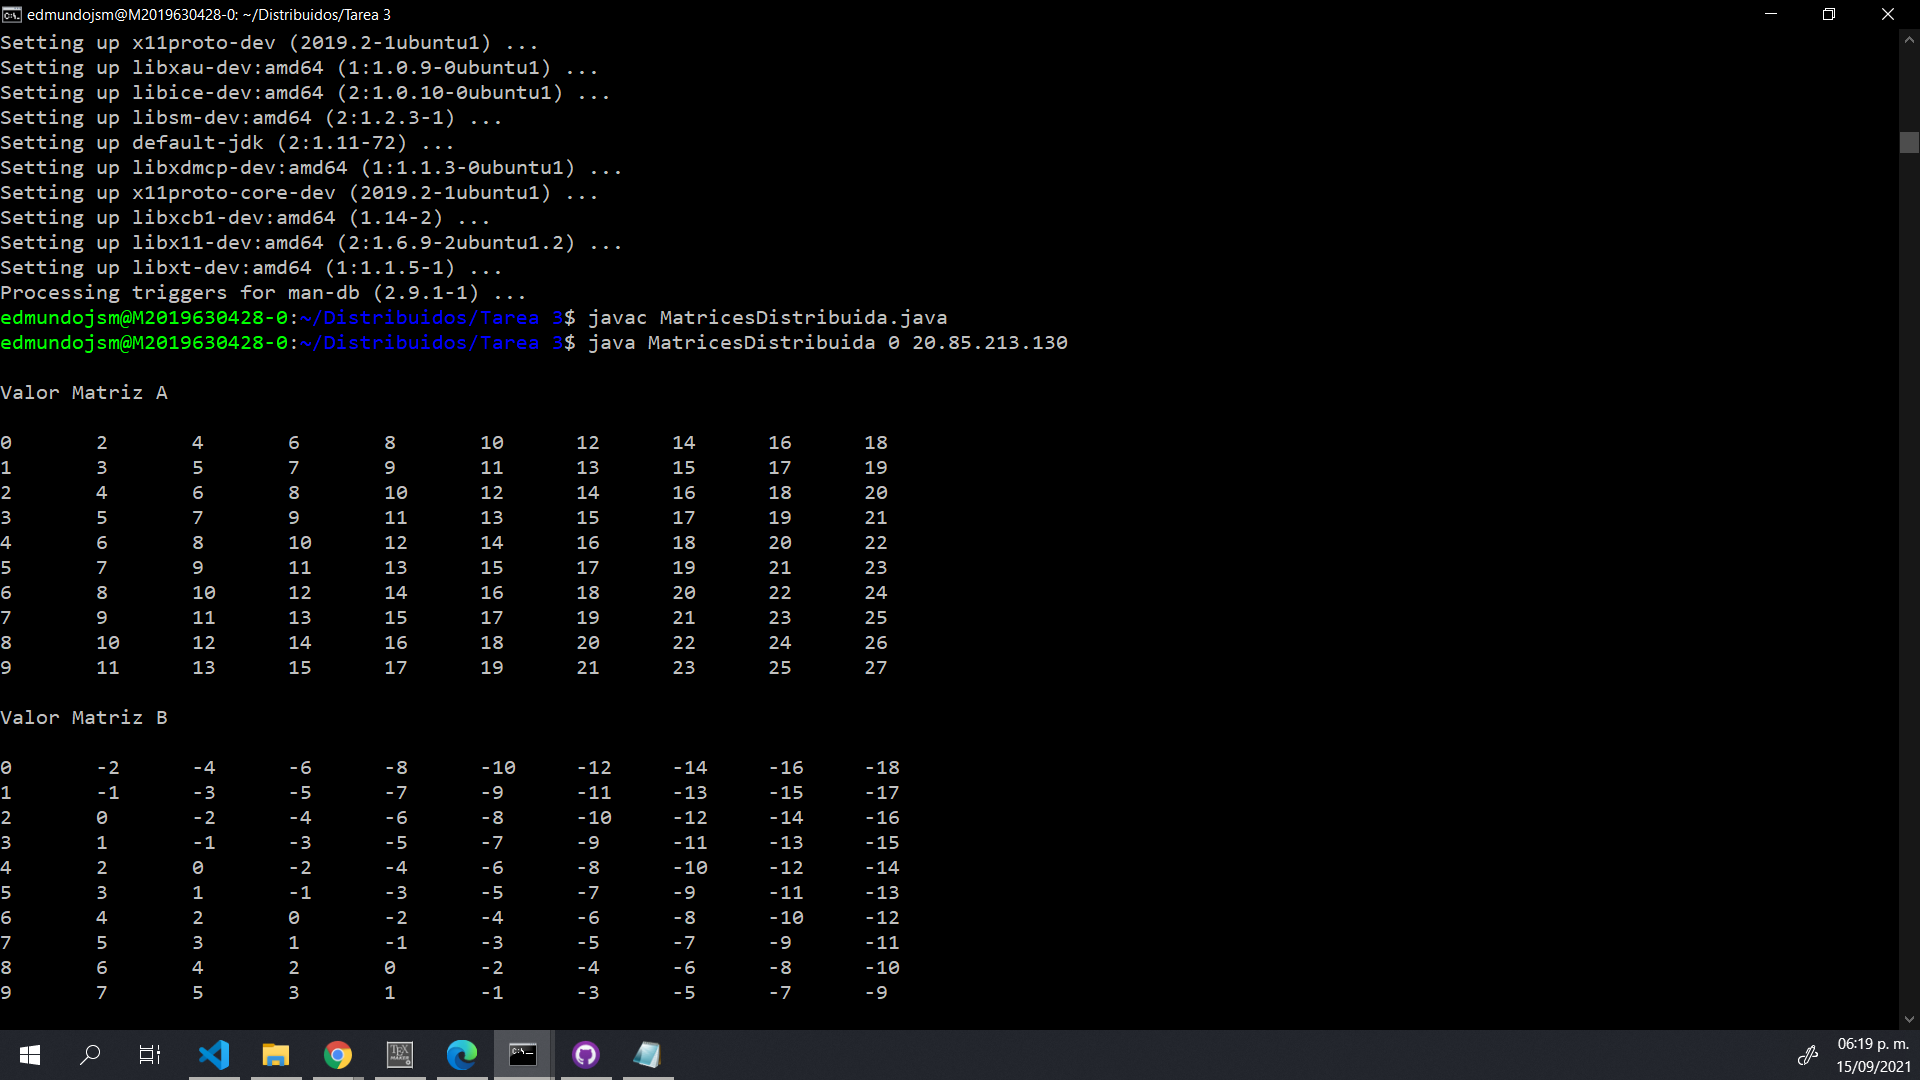 edmundojsm@M2019630428-0: ~/Distribuidos/Tarea 3
Setting up x11proto-dev (2019.2-1ubuntu1) ...
Setting up libxau-dev:amd64 (1:1.0.9-0ubuntu1) ...
Setting up libice-dev:amd64 (2:1.0.10-0ubuntu1) ...
Setting up libsm-dev:amd64 (2:1.2.3-1) ...
Setting up default-jdk (2:1.11-72) ...
Setting up libxdmcp-dev:amd64 (1:1.1.3-0ubuntu1) ...
Setting up x11proto-core-dev (2019.2-1ubuntu1) ...
Setting up libxcb1-dev:amd64 (1.14-2) ...
Setting up libx11-dev:amd64 (2:1.6.9-2ubuntu1.2) ...
Setting up libxt-dev:amd64 (1:1.1.5-1) ...
Processing triggers for man-db (2.9.1-1) ...
edmundojsm@M2019630428-0:~/Distribuidos/Tarea 3$ javac MatricesDistribuida.java
edmundojsm@M2019630428-0:~/Distribuidos/Tarea 3$ java MatricesDistribuida 0 20.85.213.130
Valor Matriz A
0 2 4 6 8 10 12 14 16 18
1 3 5 7 9 11 13 15 17 19
2 4 6 8 10 12 14 16 18 20
3 5 7 9 11 13 15 17 19 21
4 6 8 10 12 14 16 18 20 22
5 7 9 11 13 15 17 19 21 23
6 8 10 12 14 16 18 20 22 24
7 9 11 13 15 17 19 21 23 25
8 10 12 14 16 18 20 22 24 26
9 11 13 15 17 19 21 23 25 27
Valor Matriz B
0 -2 -4 -6 -8 -10 -12 -14 -16 -18
1 -1 -3 -5 -7 -9 -11 -13 -15 -17
2 0 -2 -4 -6 -8 -10 -12 -14 -16
3 1 -1 -3 -5 -7 -9 -11 -13 -15
4 2 0 -2 -4 -6 -8 -10 -12 -14
5 3 1 -1 -3 -5 -7 -9 -11 -13
6 4 2 0 -2 -4 -6 -8 -10 -12
7 5 3 1 -1 -3 -5 -7 -9 -11
8 6 4 2 0 -2 -4 -6 -8 -10
9 7 5 3 1 -1 -3 -5 -7 -9
06:19 p. m.
15/09/2021